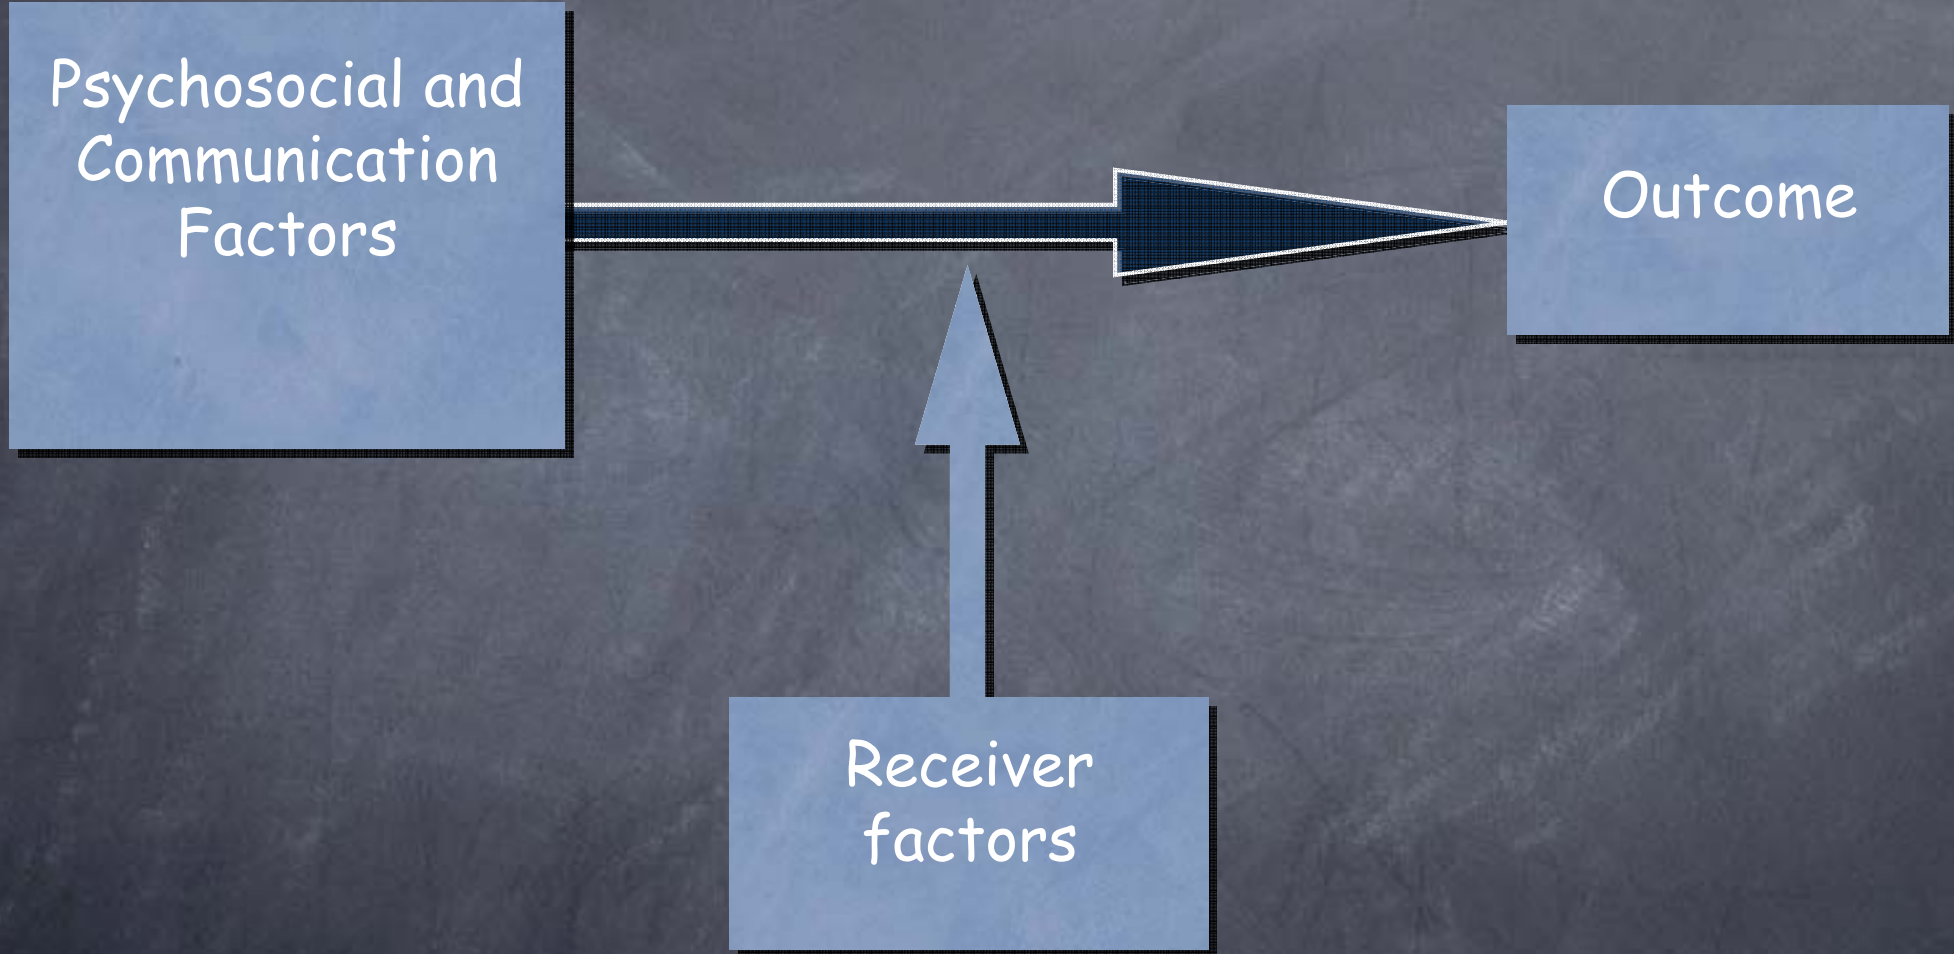 Psychosocial and
Communication
Factors
Outcome
Receiver
factors